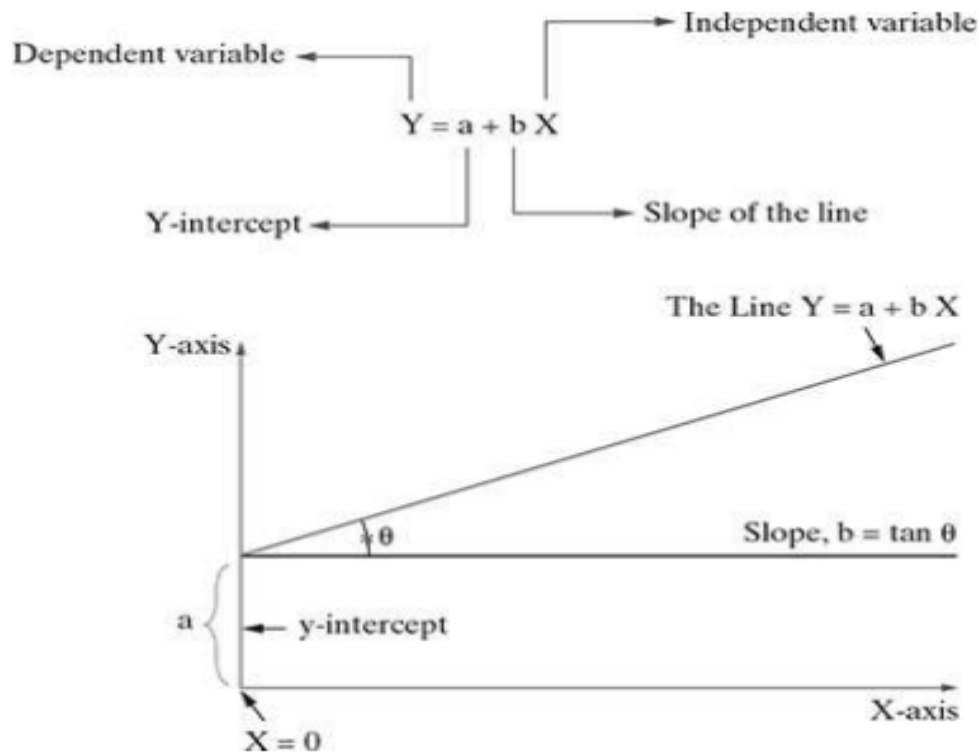 Independent variable
Dependent variable
Y = a + b X
Y-intercept
Slope of the line
The Line Y = a + b X
Y-axis
θ
Slope, b = tan θ
a
y-intercept
X-axis
X = 0